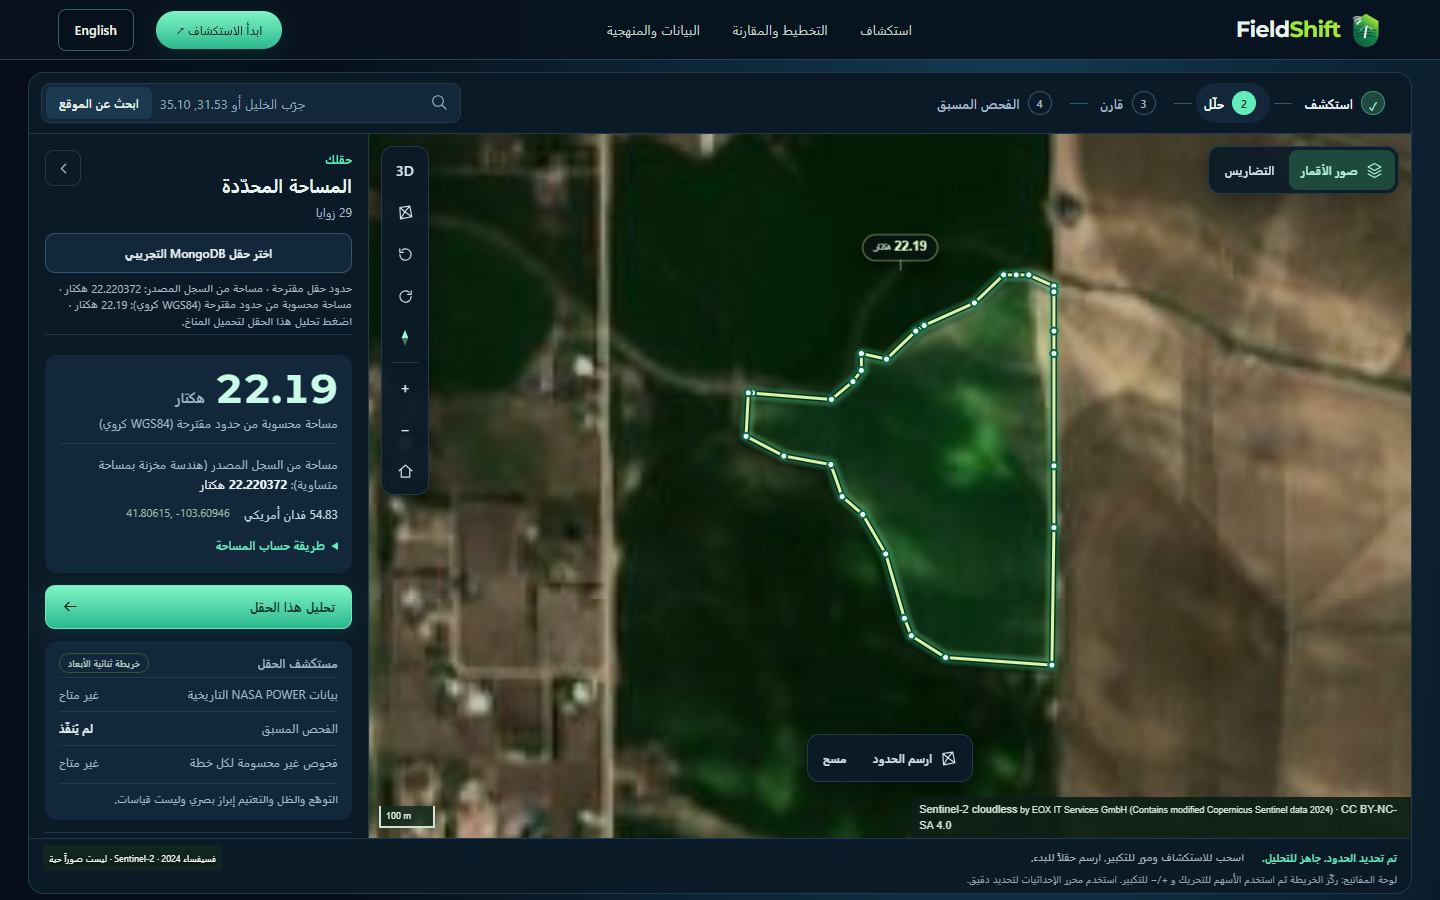 FieldShift
استكشاف
التخطيط والمقارنة
البيانات والمنهجية
ابدأ الاستكشاف ↗
English
✓ استكشف
2 حلّل
3 قارن
4 الفحص المسبق
جرّب الخليل أو 31.53, 35.10
ابحث عن الموقع
صور الأقمار
التضاريس
3D
+
−
22.19 هكتار
ارسم الحدود
مسح
100 m
Sentinel-2 cloudless by EOX IT Services GmbH (Contains modified Copernicus Sentinel data 2024) · CC BY-NC-
SA 4.0
حقلك
المساحة المحدّدة
29 زوايا
اختر حقل MongoDB التجريبي
حدود حقل مقترحة · مساحة من السجل المصدر: 22.220372 هكتار ·
مساحة محسوبة من حدود مقترحة (WGS84 كروي): 22.19 هكتار ·
اضغط تحليل هذا الحقل لتحميل المناخ.
22.19 هكتار
مساحة محسوبة من حدود مقترحة (WGS84 كروي)
مساحة من السجل المصدر (هندسة مخزنة بمساحة
متساوية): 22.220372 هكتار
54.83 فدان أمريكي
41.80615, -103.60946
طريقة حساب المساحة
تحليل هذا الحقل ←
مستكشف الحقل
خريطة ثنائية الأبعاد
بيانات NASA POWER التاريخية
غير متاح
الفحص المسبق
لم يُنفَّذ
فحوص غير محسومة لكل خطة
غير متاح
التوهّج والظل والتعتيم إبراز بصري وليست قياسات.
تم تحديد الحدود. جاهز للتحليل.
اسحب للاستكشاف ومرر للتكبير. ارسم حقلاً للبدء.
لوحة المفاتيح: ركّز الخريطة ثم استخدم الأسهم للتحريك و +/− للتكبير. استخدم محرر الإحداثيات لتحديد دقيق.
فسيفساء Sentinel-2 · 2024 · ليست صوراً حية